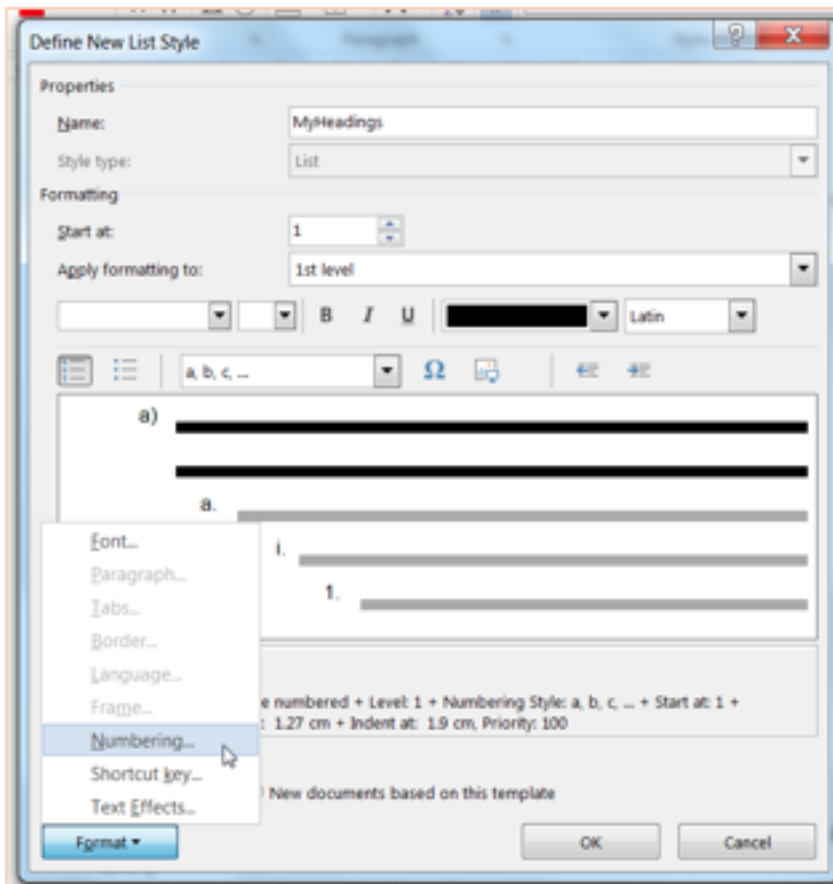 Define New List Style
Properties
Name: MyHeadings
Style type: List
Formatting
Start at: 1
Apply formatting to: 1st level
B I U Latin
a, b, c, ... Ω
a)
a.
i.
1.
Font...
Paragraph...
Tabs...
Border...
Language...
Frame...
e numbered + Level: 1 + Numbering Style: a, b, c, ... + Start at: 1 +
: 1.27 cm + Indent at: 1.9 cm, Priority: 100
Numbering...
Shortcut key...
New documents based on this template
Text Effects...
Format OK Cancel